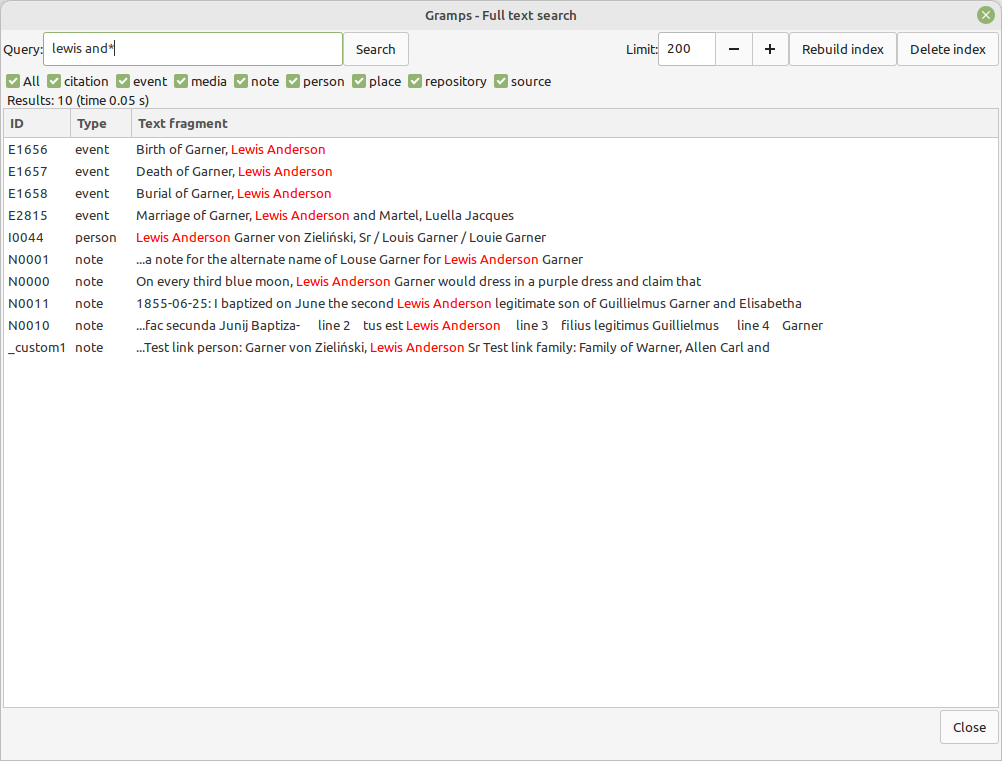 Gramps - Full text search
Query: lewis and* Search Limit: 200 − + Rebuild index Delete index
All citation event media note person place repository source
Results: 10 (time 0.05 s)
ID Type Text fragment
E1656 event Birth of Garner, Lewis Anderson
E1657 event Death of Garner, Lewis Anderson
E1658 event Burial of Garner, Lewis Anderson
E2815 event Marriage of Garner, Lewis Anderson and Martel, Luella Jacques
I0044 person Lewis Anderson Garner von Zieliński, Sr / Louis Garner / Louie Garner
N0001 note ...a note for the alternate name of Louse Garner for Lewis Anderson Garner
N0000 note On every third blue moon, Lewis Anderson Garner would dress in a purple dress and claim that
N0011 note 1855-06-25: I baptized on June the second Lewis Anderson legitimate son of Guillielmus Garner and Elisabetha
N0010 note ...fac secunda Junij Baptiza- line 2 tus est Lewis Anderson line 3 filius legitimus Guillielmus line 4 Garner
_custom1 note ...Test link person: Garner von Zieliński, Lewis Anderson Sr Test link family: Family of Warner, Allen Carl and
Close